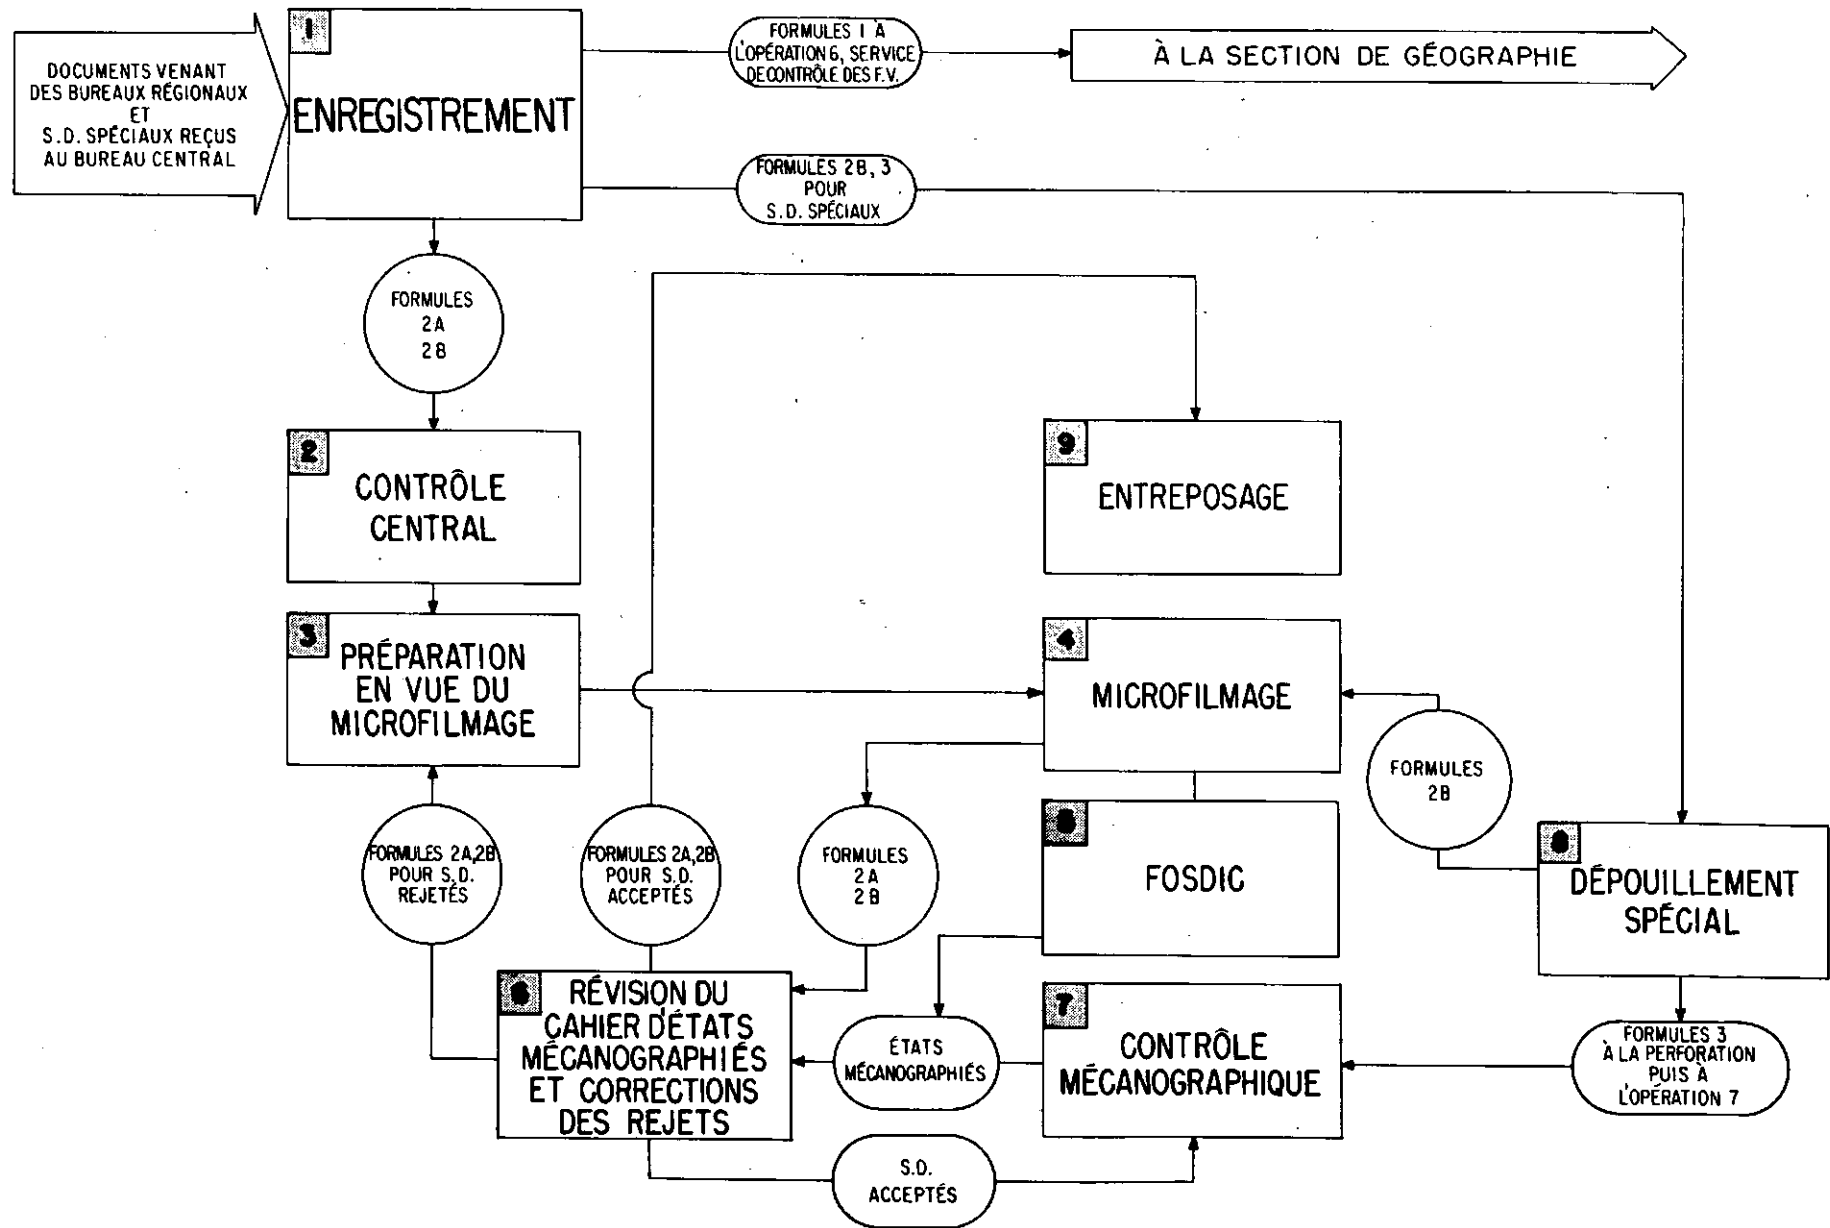 DOCUMENTS VENANT
DES BUREAUX RÉGIONAUX
ET
S.D. SPÉCIAUX REÇUS
AU BUREAU CENTRAL
1
ENREGISTREMENT
FORMULES 1 À
L'OPÉRATION 6, SERVICE
DE CONTRÔLE DES F.V.
À LA SECTION DE GÉOGRAPHIE
FORMULES 2B, 3
POUR
S.D. SPÉCIAUX
FORMULES
2A
2B
2
CONTRÔLE
CENTRAL
9
ENTREPOSAGE
3
PRÉPARATION
EN VUE DU
MICROFILMAGE
4
MICROFILMAGE
FORMULES
2B
FORMULES 2A,2B
POUR S.D.
REJETÉS
FORMULES 2A,2B
POUR S.D.
ACCEPTÉS
FORMULES
2A
2B
5
FOSDIC
8
DÉPOUILLEMENT
SPÉCIAL
6
RÉVISION DU
CAHIER D'ÉTATS
MÉCANOGRAPHIÉS
ET CORRECTIONS
DES REJETS
ÉTATS
MÉCANOGRAPHIÉS
7
CONTRÔLE
MÉCANOGRAPHIQUE
FORMULES 3
À LA PERFORATION
PUIS À
L'OPÉRATION 7
S.D.
ACCEPTÉS